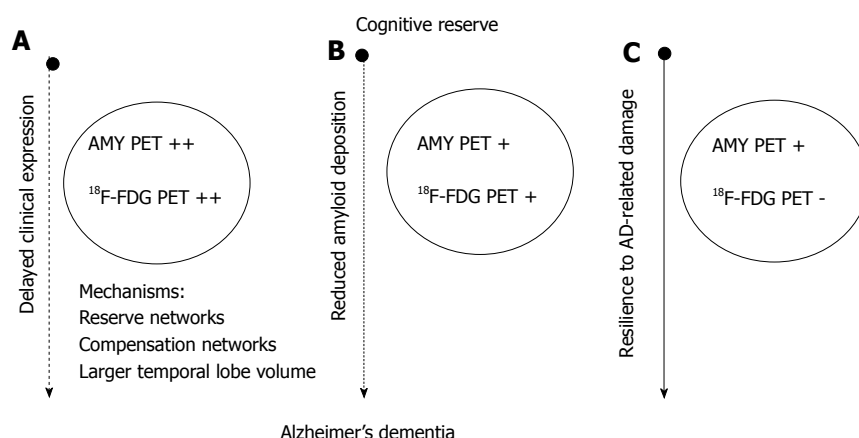 Cognitive reserve
A
Delayed clinical expression
AMY PET ++
¹⁸F-FDG PET ++
Mechanisms:
Reserve networks
Compensation networks
Larger temporal lobe volume
B
Reduced amyloid deposition
AMY PET +
¹⁸F-FDG PET +
C
Resilience to AD-related damage
AMY PET +
¹⁸F-FDG PET -
Alzheimer's dementia